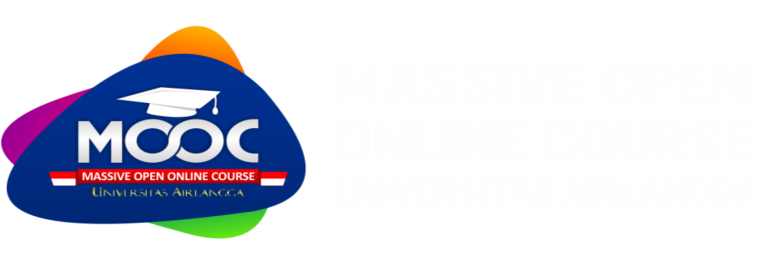 MOOC
MASSIVE OPEN ONLINE COURSE
UNIVERSITAS AIRLANGGA
MASSIVE OPEN
ONLINE COURSE
UNIVERSITAS AIRLANGGA